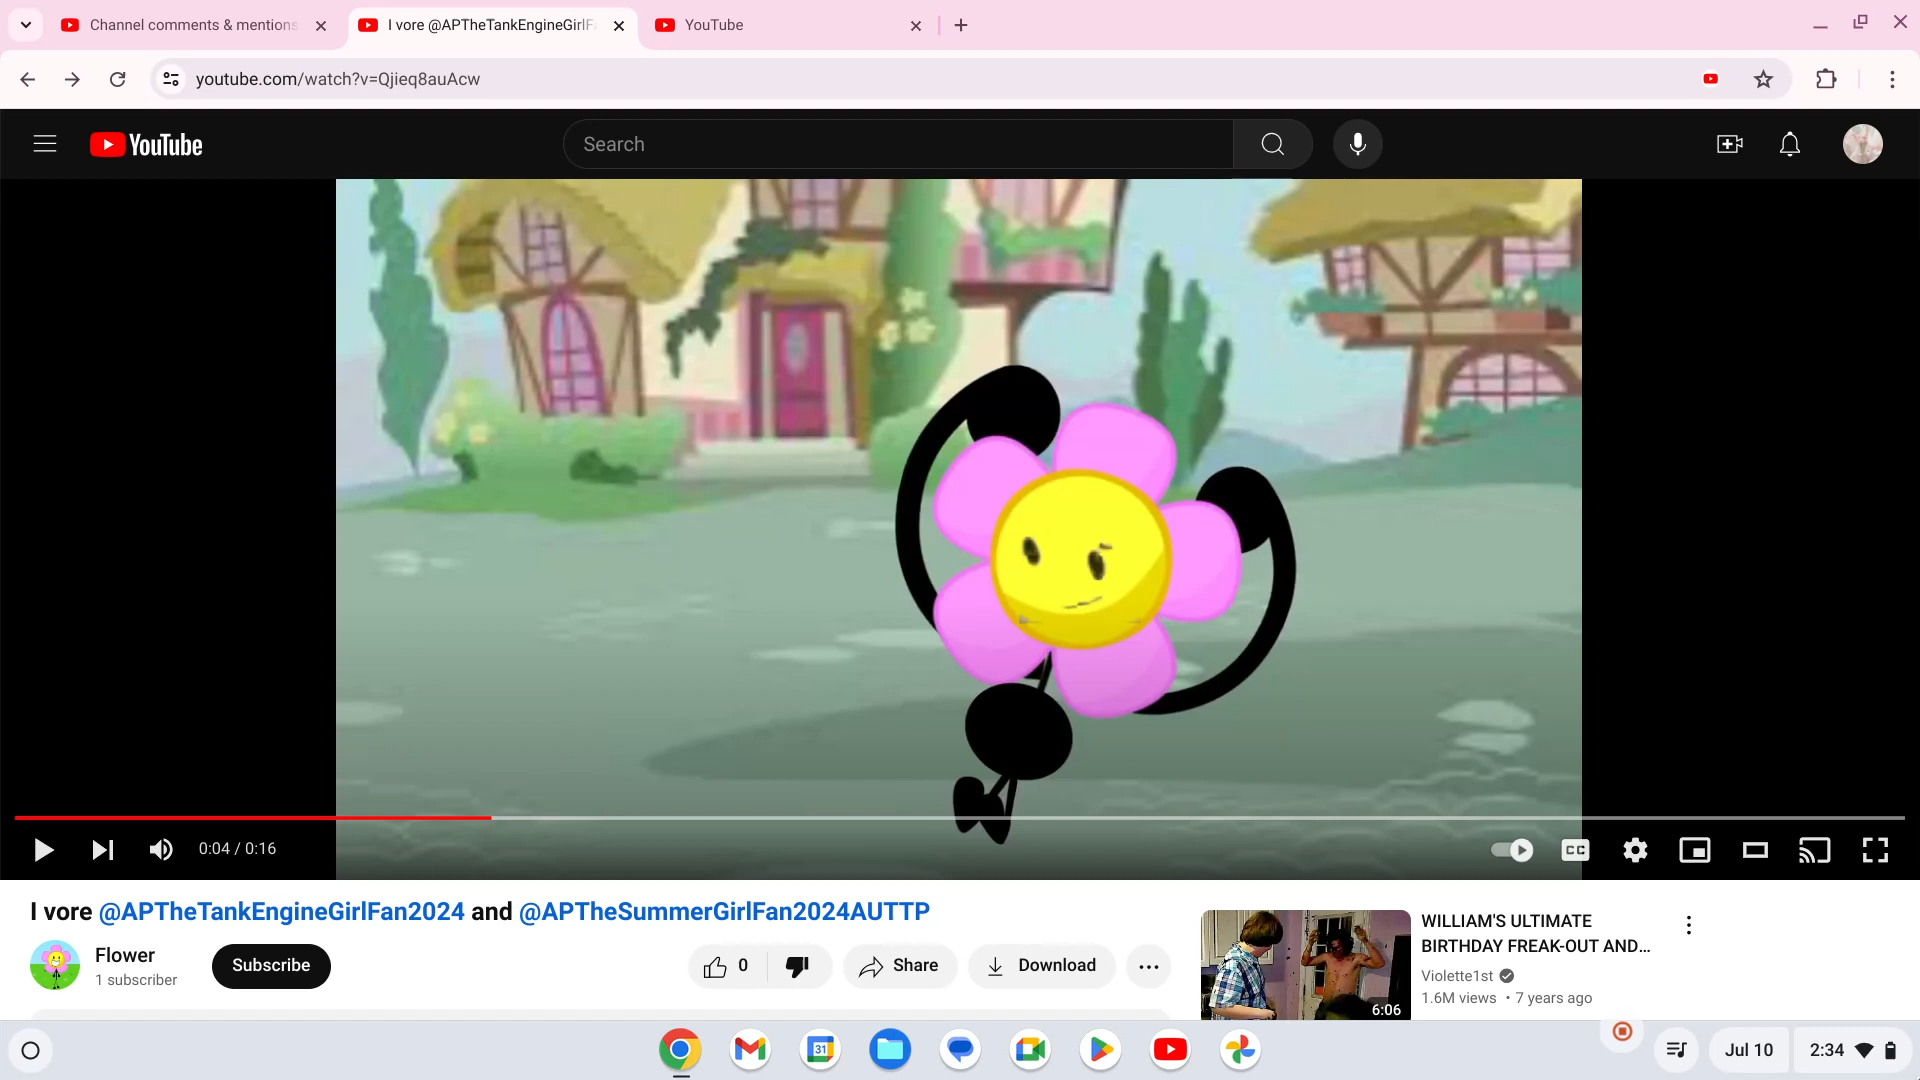 Channel comments & mentions
I vore @APTheTankEngineGirlF
YouTube
youtube.com/watch?v=Qjieq8auAcw
YouTube
Search
0:04 / 0:16
CC
I vore @APTheTankEngineGirlFan2024 and @APTheSummerGirlFan2024AUTTP
Flower
1 subscriber
Subscribe
0
Share
Download
6:06
WILLIAM'S ULTIMATE
BIRTHDAY FREAK-OUT AND...
Violette1st
1.6M views • 7 years ago
31
Jul 10
2:34